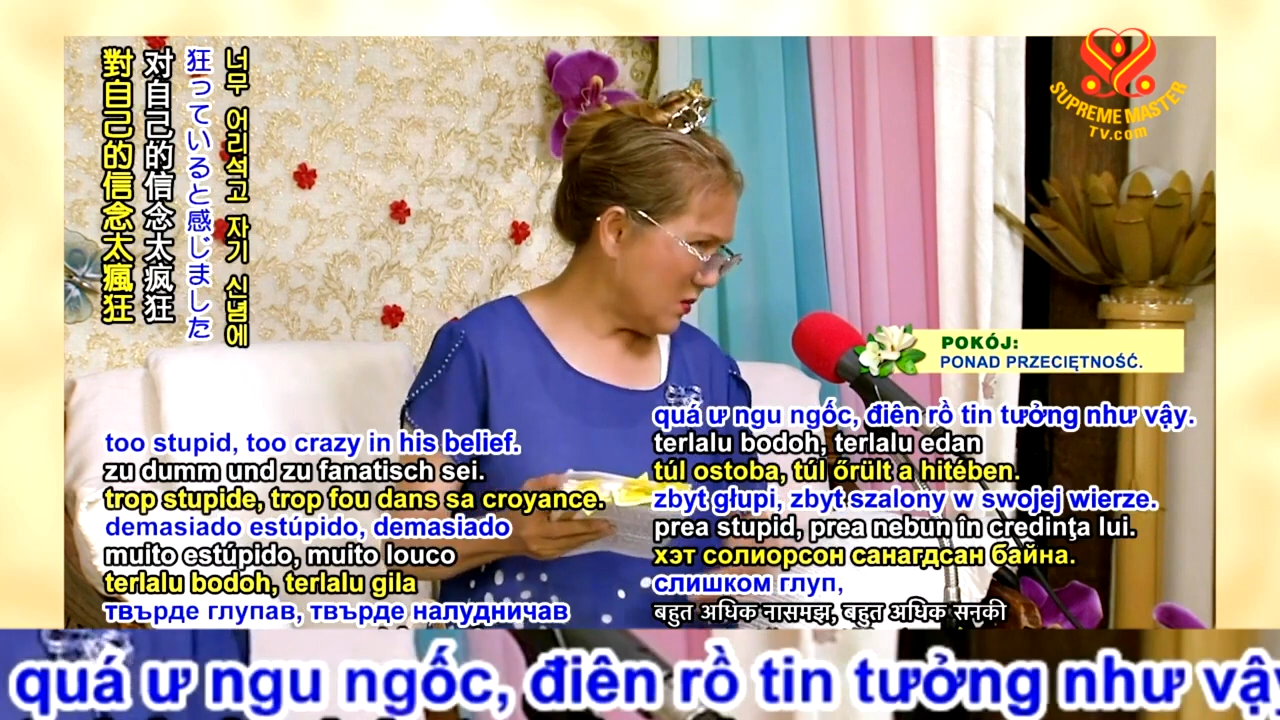 對自己的信念太瘋狂
对自己的信念太疯狂
狂っていると感じました
너무 어리석고 자기 신념에
SUPREME MASTER
TV.com
POKÓJ:
PONAD PRZECIĘTNOŚĆ.
too stupid, too crazy in his belief.
zu dumm und zu fanatisch sei.
trop stupide, trop fou dans sa croyance.
demasiado estúpido, demasiado
muito estúpido, muito louco
terlalu bodoh, terlalu gila
твърде глупав, твърде налудничав
quá ư ngu ngốc, điên rồ tin tưởng như vậy.
terlalu bodoh, terlalu edan
túl ostoba, túl őrült a hitében.
zbyt głupi, zbyt szalony w swojej wierze.
prea stupid, prea nebun în credinţa lui.
хэт солиорсон санагдсан байна.
слишком глуп,
बहुत अधिक नासमझ, बहुत अधिक सनकी
quá ư ngu ngốc, điên rồ tin tưởng như vậy